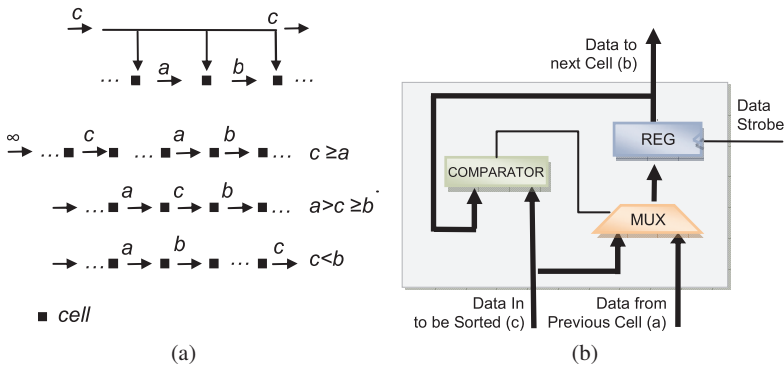 c c
... a b ...
∞ ... c ... a b ... c ≥a
... a c b ... a>c ≥b
... a b ... c c<b
cell
(a)
Data to
next Cell (b)
Data
Strobe
REG
COMPARATOR
MUX
Data In
to be Sorted (c)
Data from
Previous Cell (a)
(b)